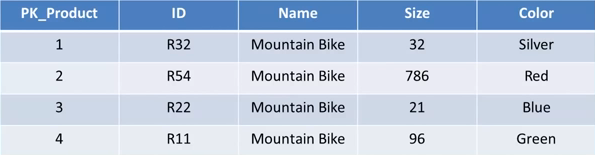 PK_Product ID Name Size Color
1 R32 Mountain Bike 32 Silver
2 R54 Mountain Bike 786 Red
3 R22 Mountain Bike 21 Blue
4 R11 Mountain Bike 96 Green